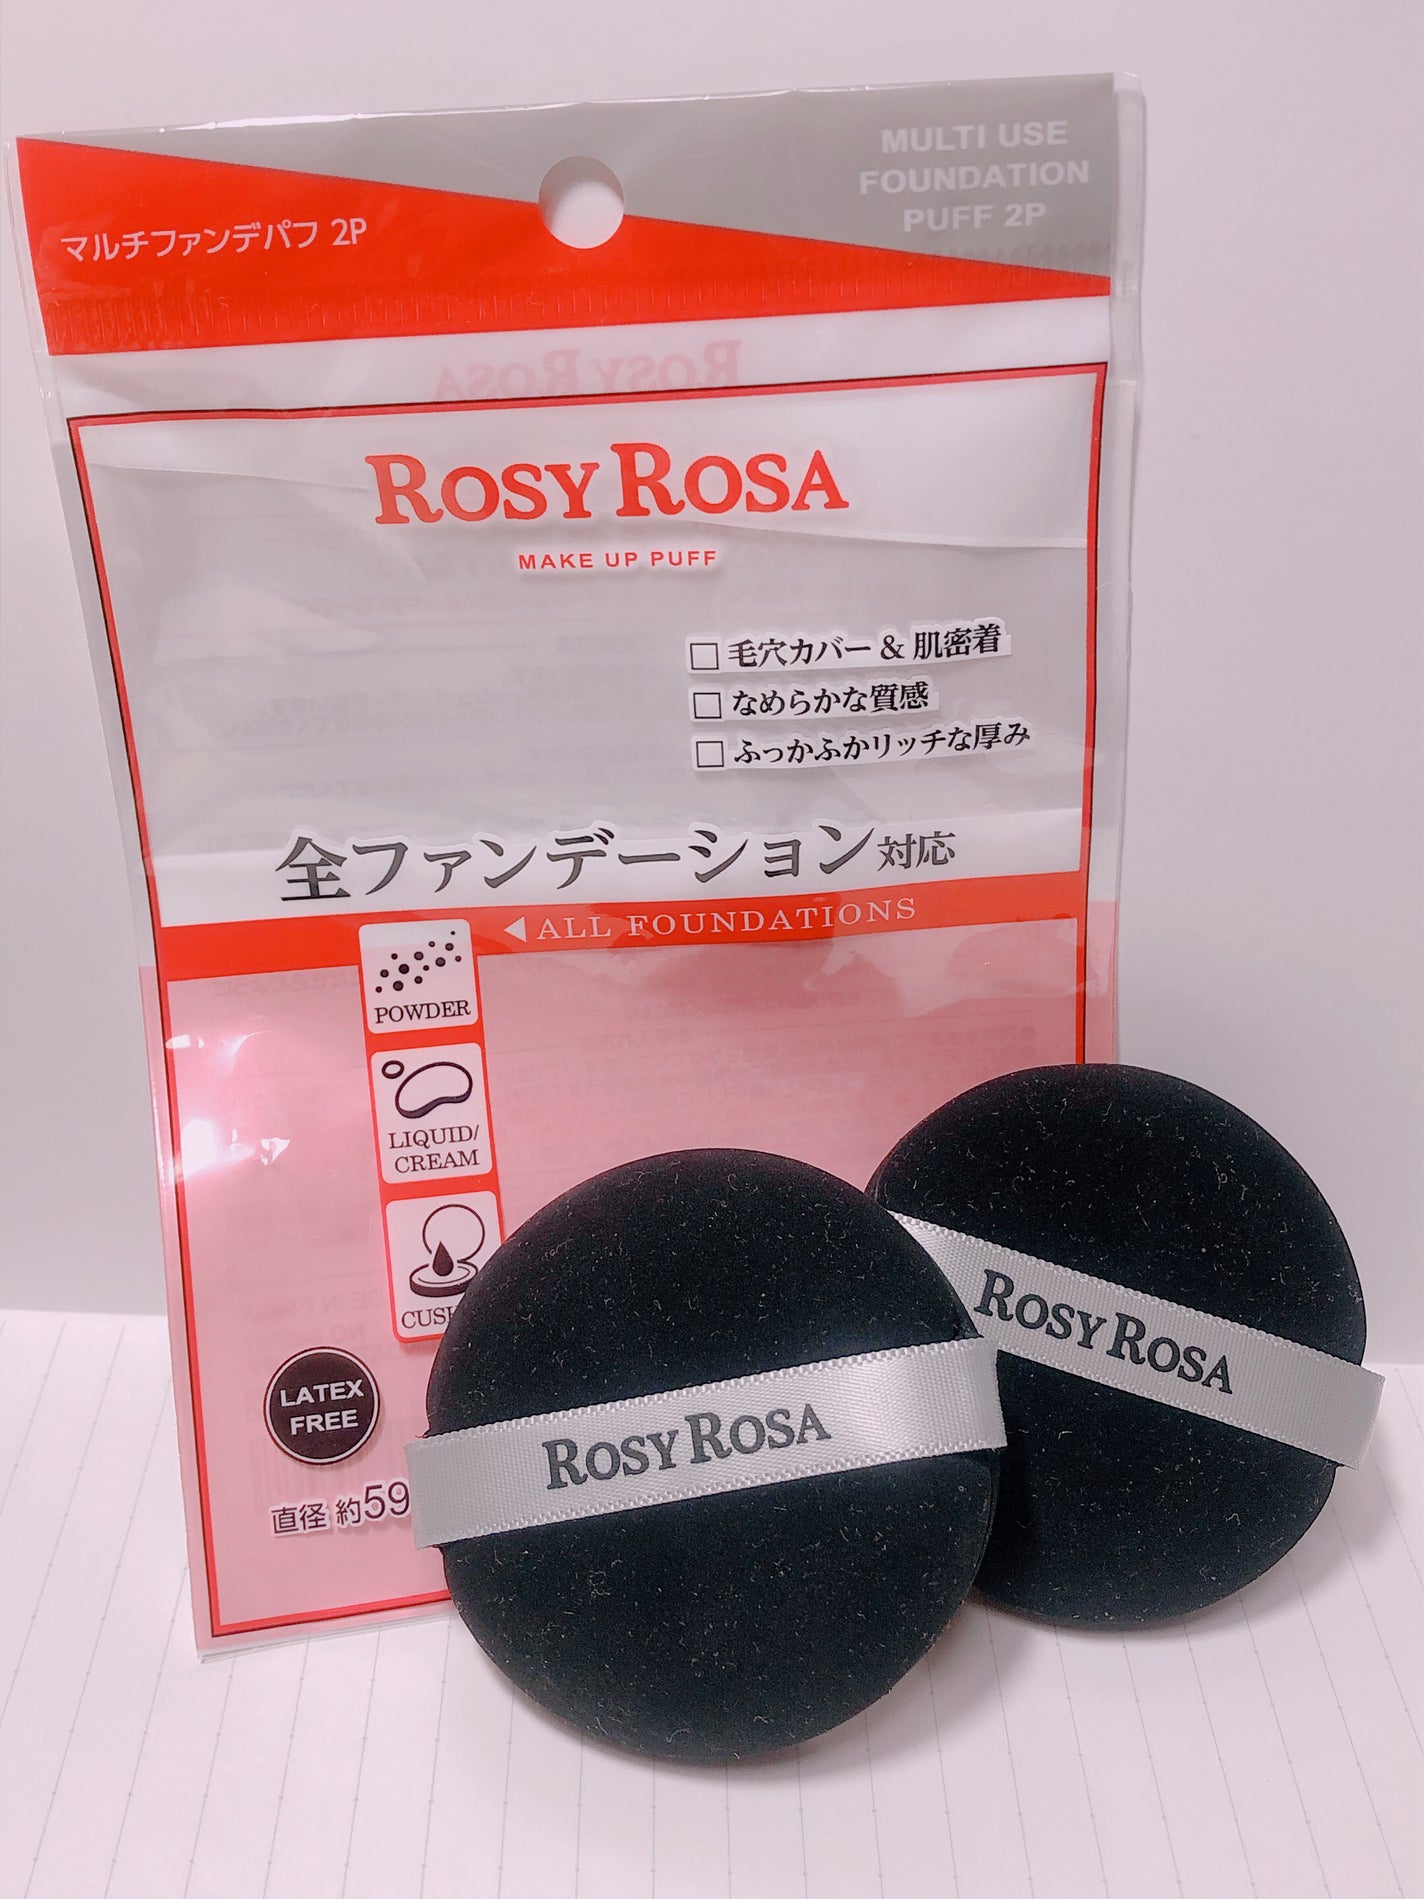 MULTI USE
FOUNDATION
PUFF 2P
マルチファンデパフ 2P
ROSY ROSA
MAKE UP PUFF
□ 毛穴カバー & 肌密着
□ なめらかな質感
□ ふっかふかリッチな厚み
全ファンデーション対応
◀ ALL FOUNDATIONS
POWDER
LIQUID/
CREAM
LATEX
FREE
直径 約59
ROSY ROSA
ROSY ROSA